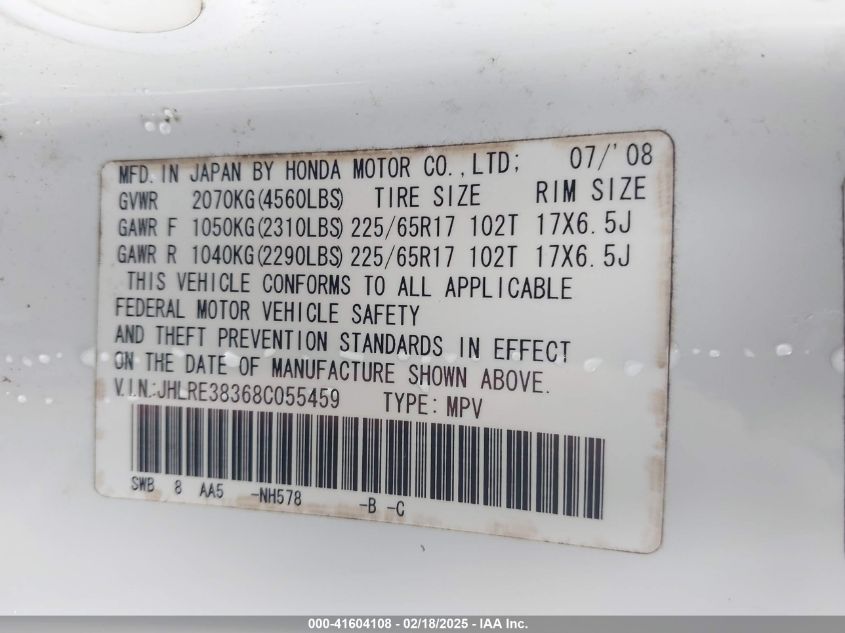 MFD. IN JAPAN BY HONDA MOTOR CO., LTD; 07/'08
GVWR 2070KG(4560LBS) TIRE SIZE RIM SIZE
GAWR F 1050KG(2310LBS) 225/65R17 102T 17X6.5J
GAWR R 1040KG(2290LBS) 225/65R17 102T 17X6.5J
THIS VEHICLE CONFORMS TO ALL APPLICABLE
FEDERAL MOTOR VEHICLE SAFETY
AND THEFT PREVENTION STANDARDS IN EFFECT
ON THE DATE OF MANUFACTURE SHOWN ABOVE.
V.I.N.:JHLRE38368C055459 TYPE: MPV
SWB 8 AA5 -NH578 -B -C
000-41604108 - 02/18/2025 - IAA Inc.